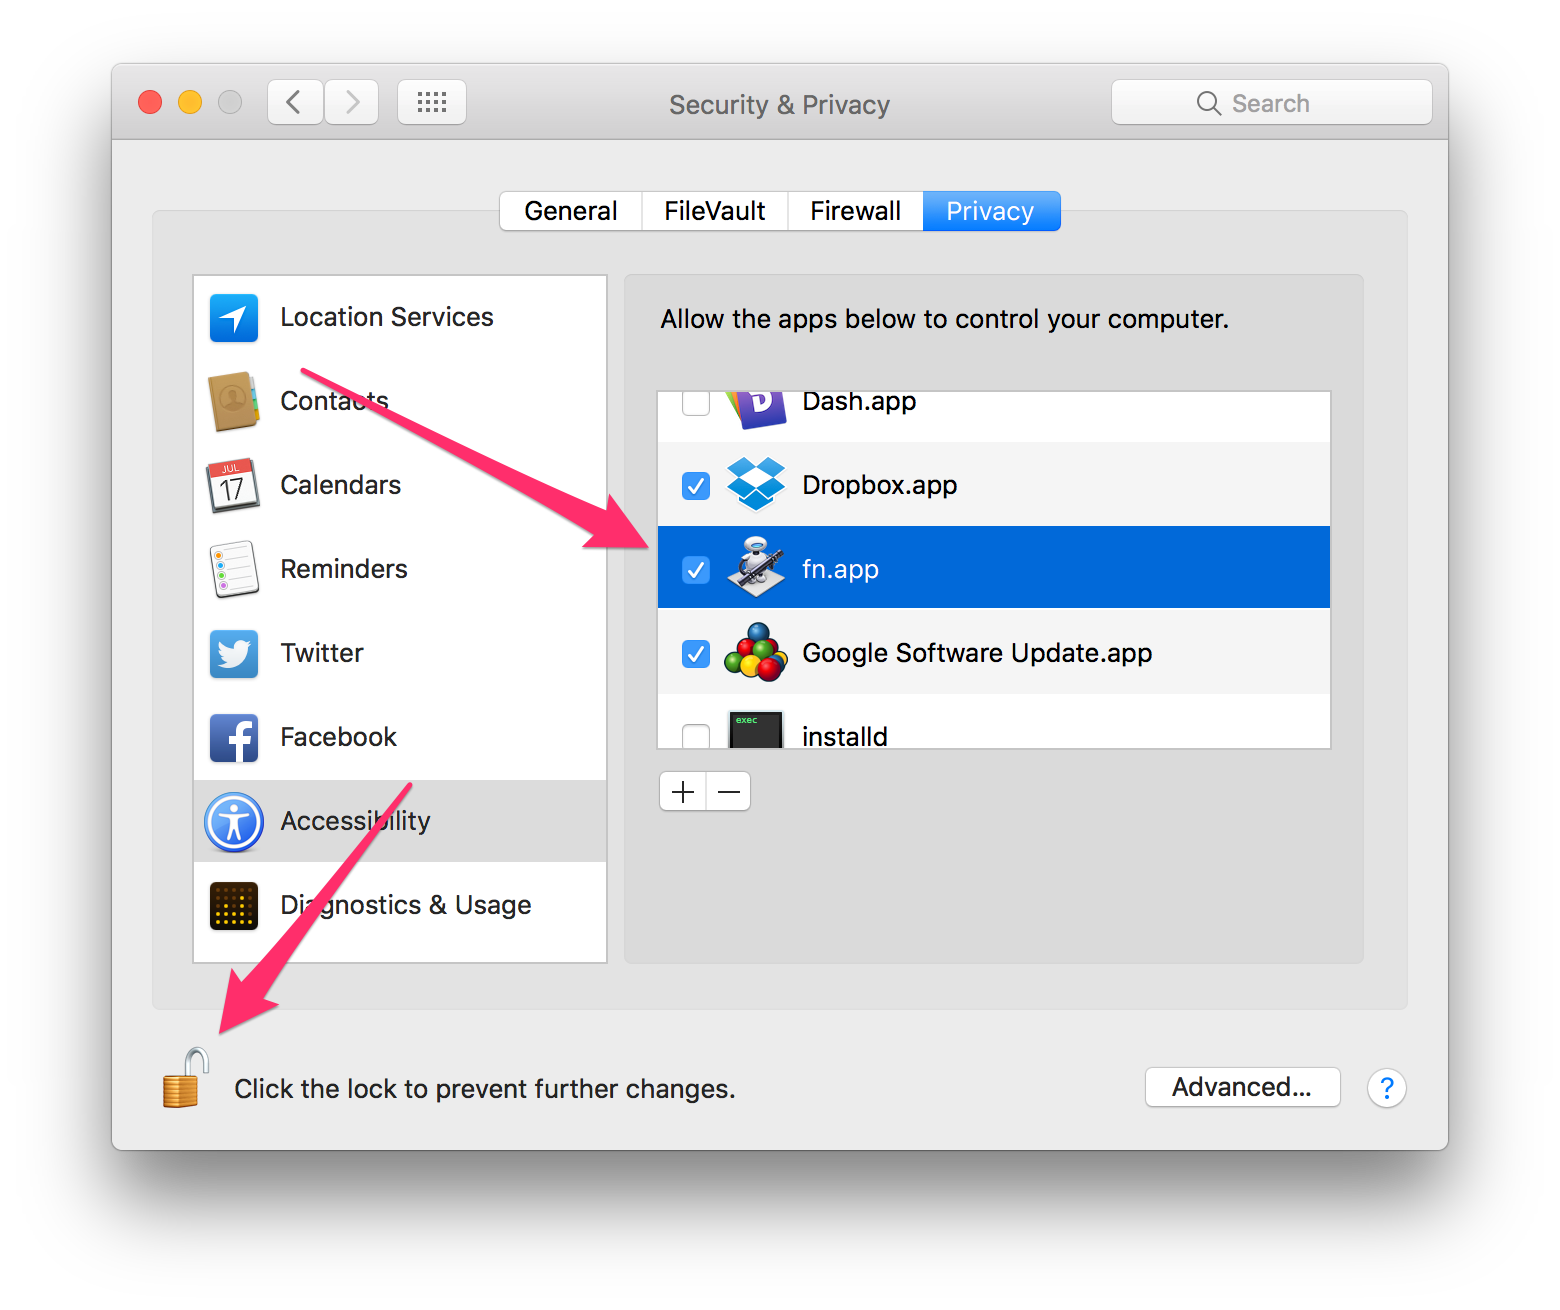 Security & Privacy
Search
General
FileVault
Firewall
Privacy
Location Services
Contacts
JUL
17
Calendars
Reminders
Twitter
Facebook
Accessibility
Diagnostics & Usage
Allow the apps below to control your computer.
D
Dash.app
Dropbox.app
fn.app
Google Software Update.app
exec
installd
Click the lock to prevent further changes.
Advanced...
?